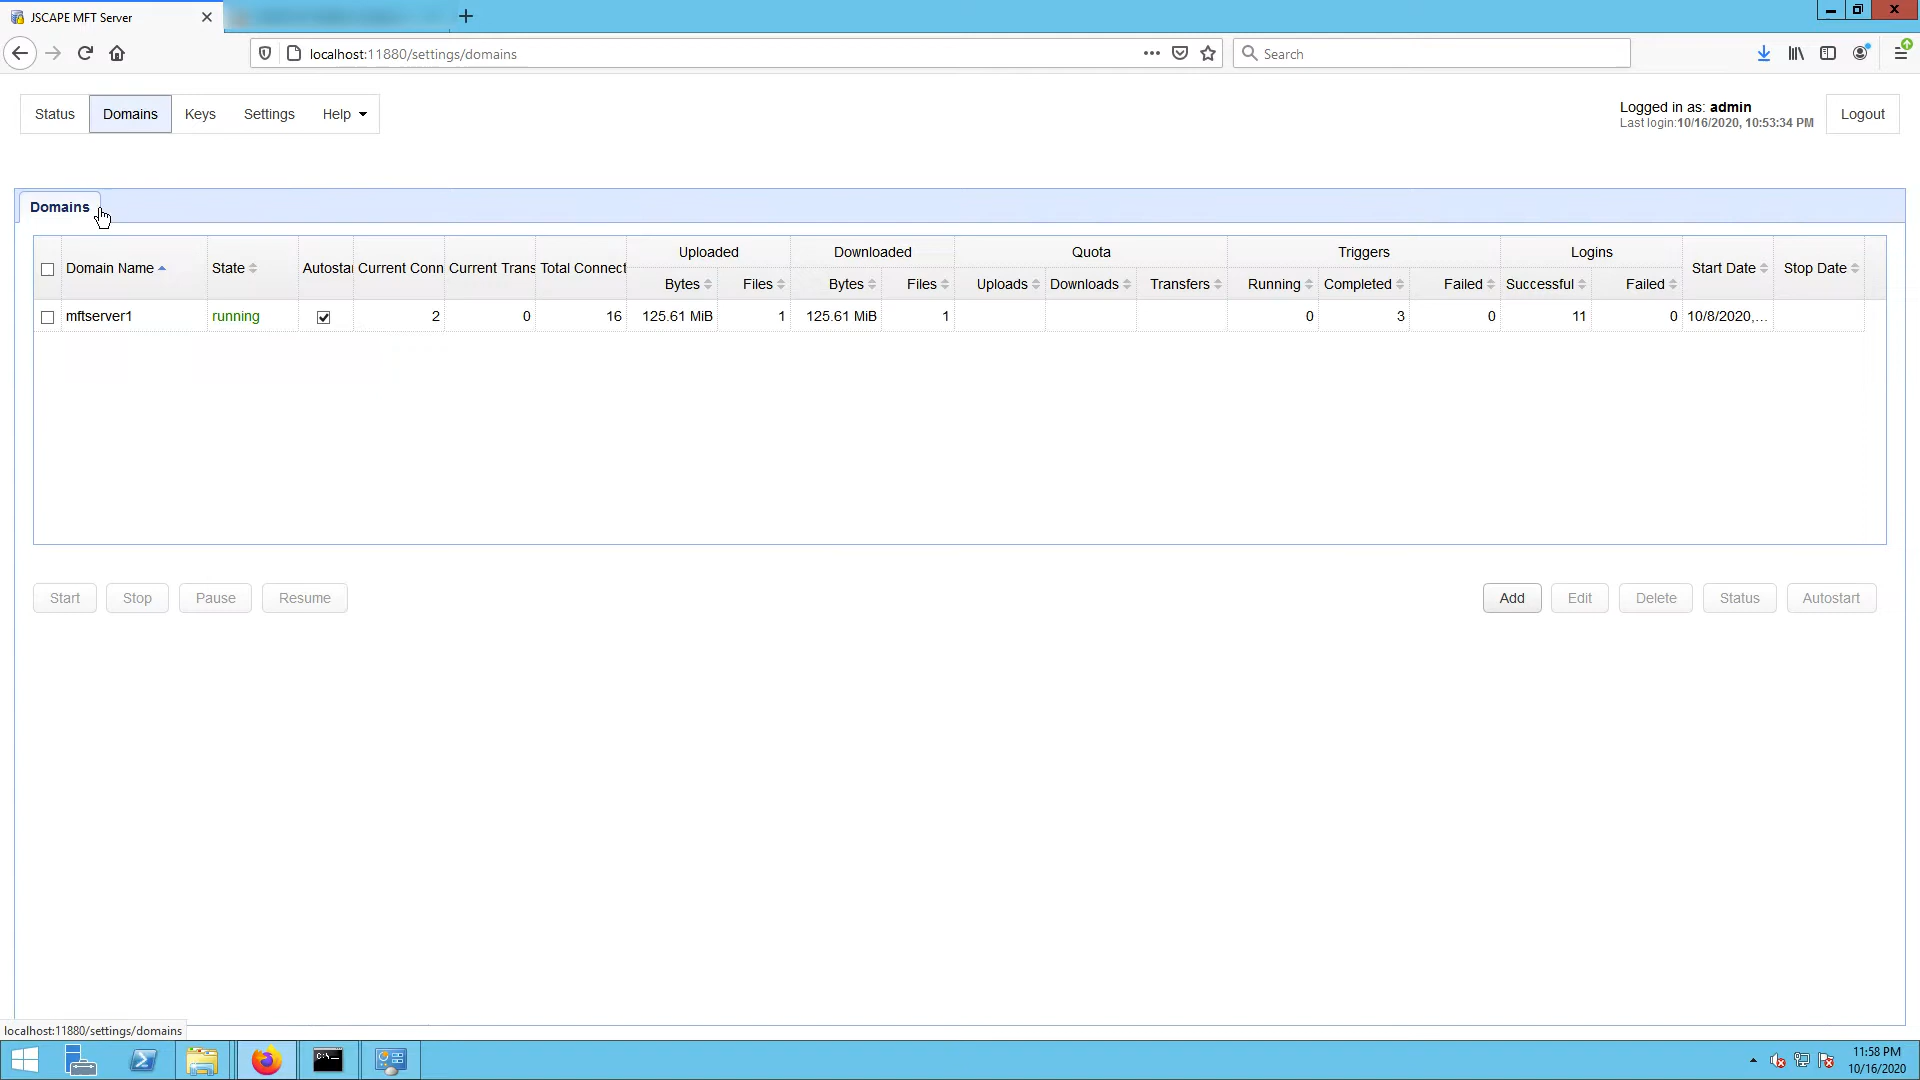 JSCAPE MFT Server
localhost:11880/settings/domains
Search
Status Domains Keys Settings Help
Logged in as: admin
Last login:10/16/2020, 10:53:34 PM
Logout
Domains
Uploaded Downloaded Quota Triggers Logins
Domain Name State Autostar Current Conn Current Trans Total Connect Start Date Stop Date
Bytes Files Bytes Files Uploads Downloads Transfers Running Completed Failed Successful Failed
mftserver1 running 2 0 16 125.61 MiB 1 125.61 MiB 1 0 3 0 11 0 10/8/2020,...
Start Stop Pause Resume Add Edit Delete Status Autostart
localhost:11880/settings/domains
11:58 PM
10/16/2020